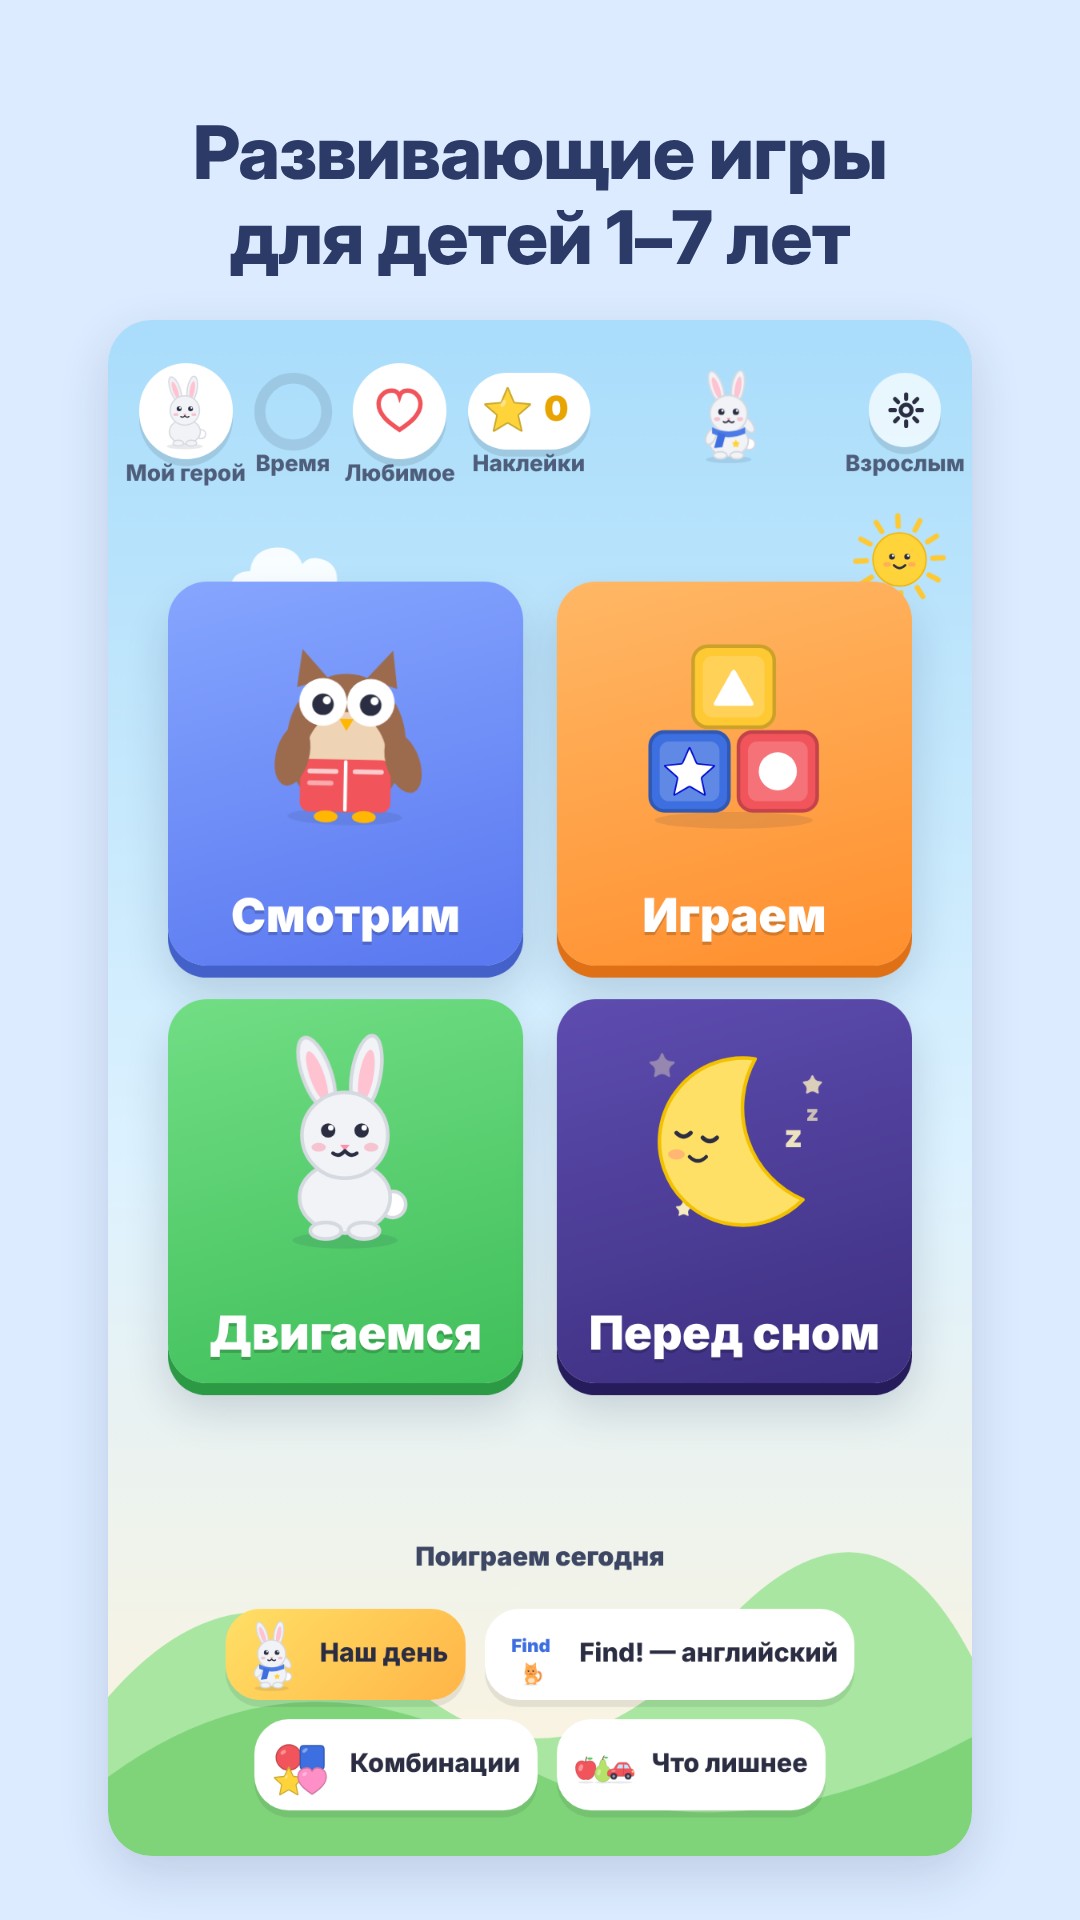 Развивающие игры
для детей 1–7 лет
0
Мой герой
Время
Любимое
Наклейки
Взрослым
Смотрим
Играем
z
z
Двигаемся
Перед сном
Поиграем сегодня
Наш день
Find
Find! — английский
Комбинации
Что лишнее